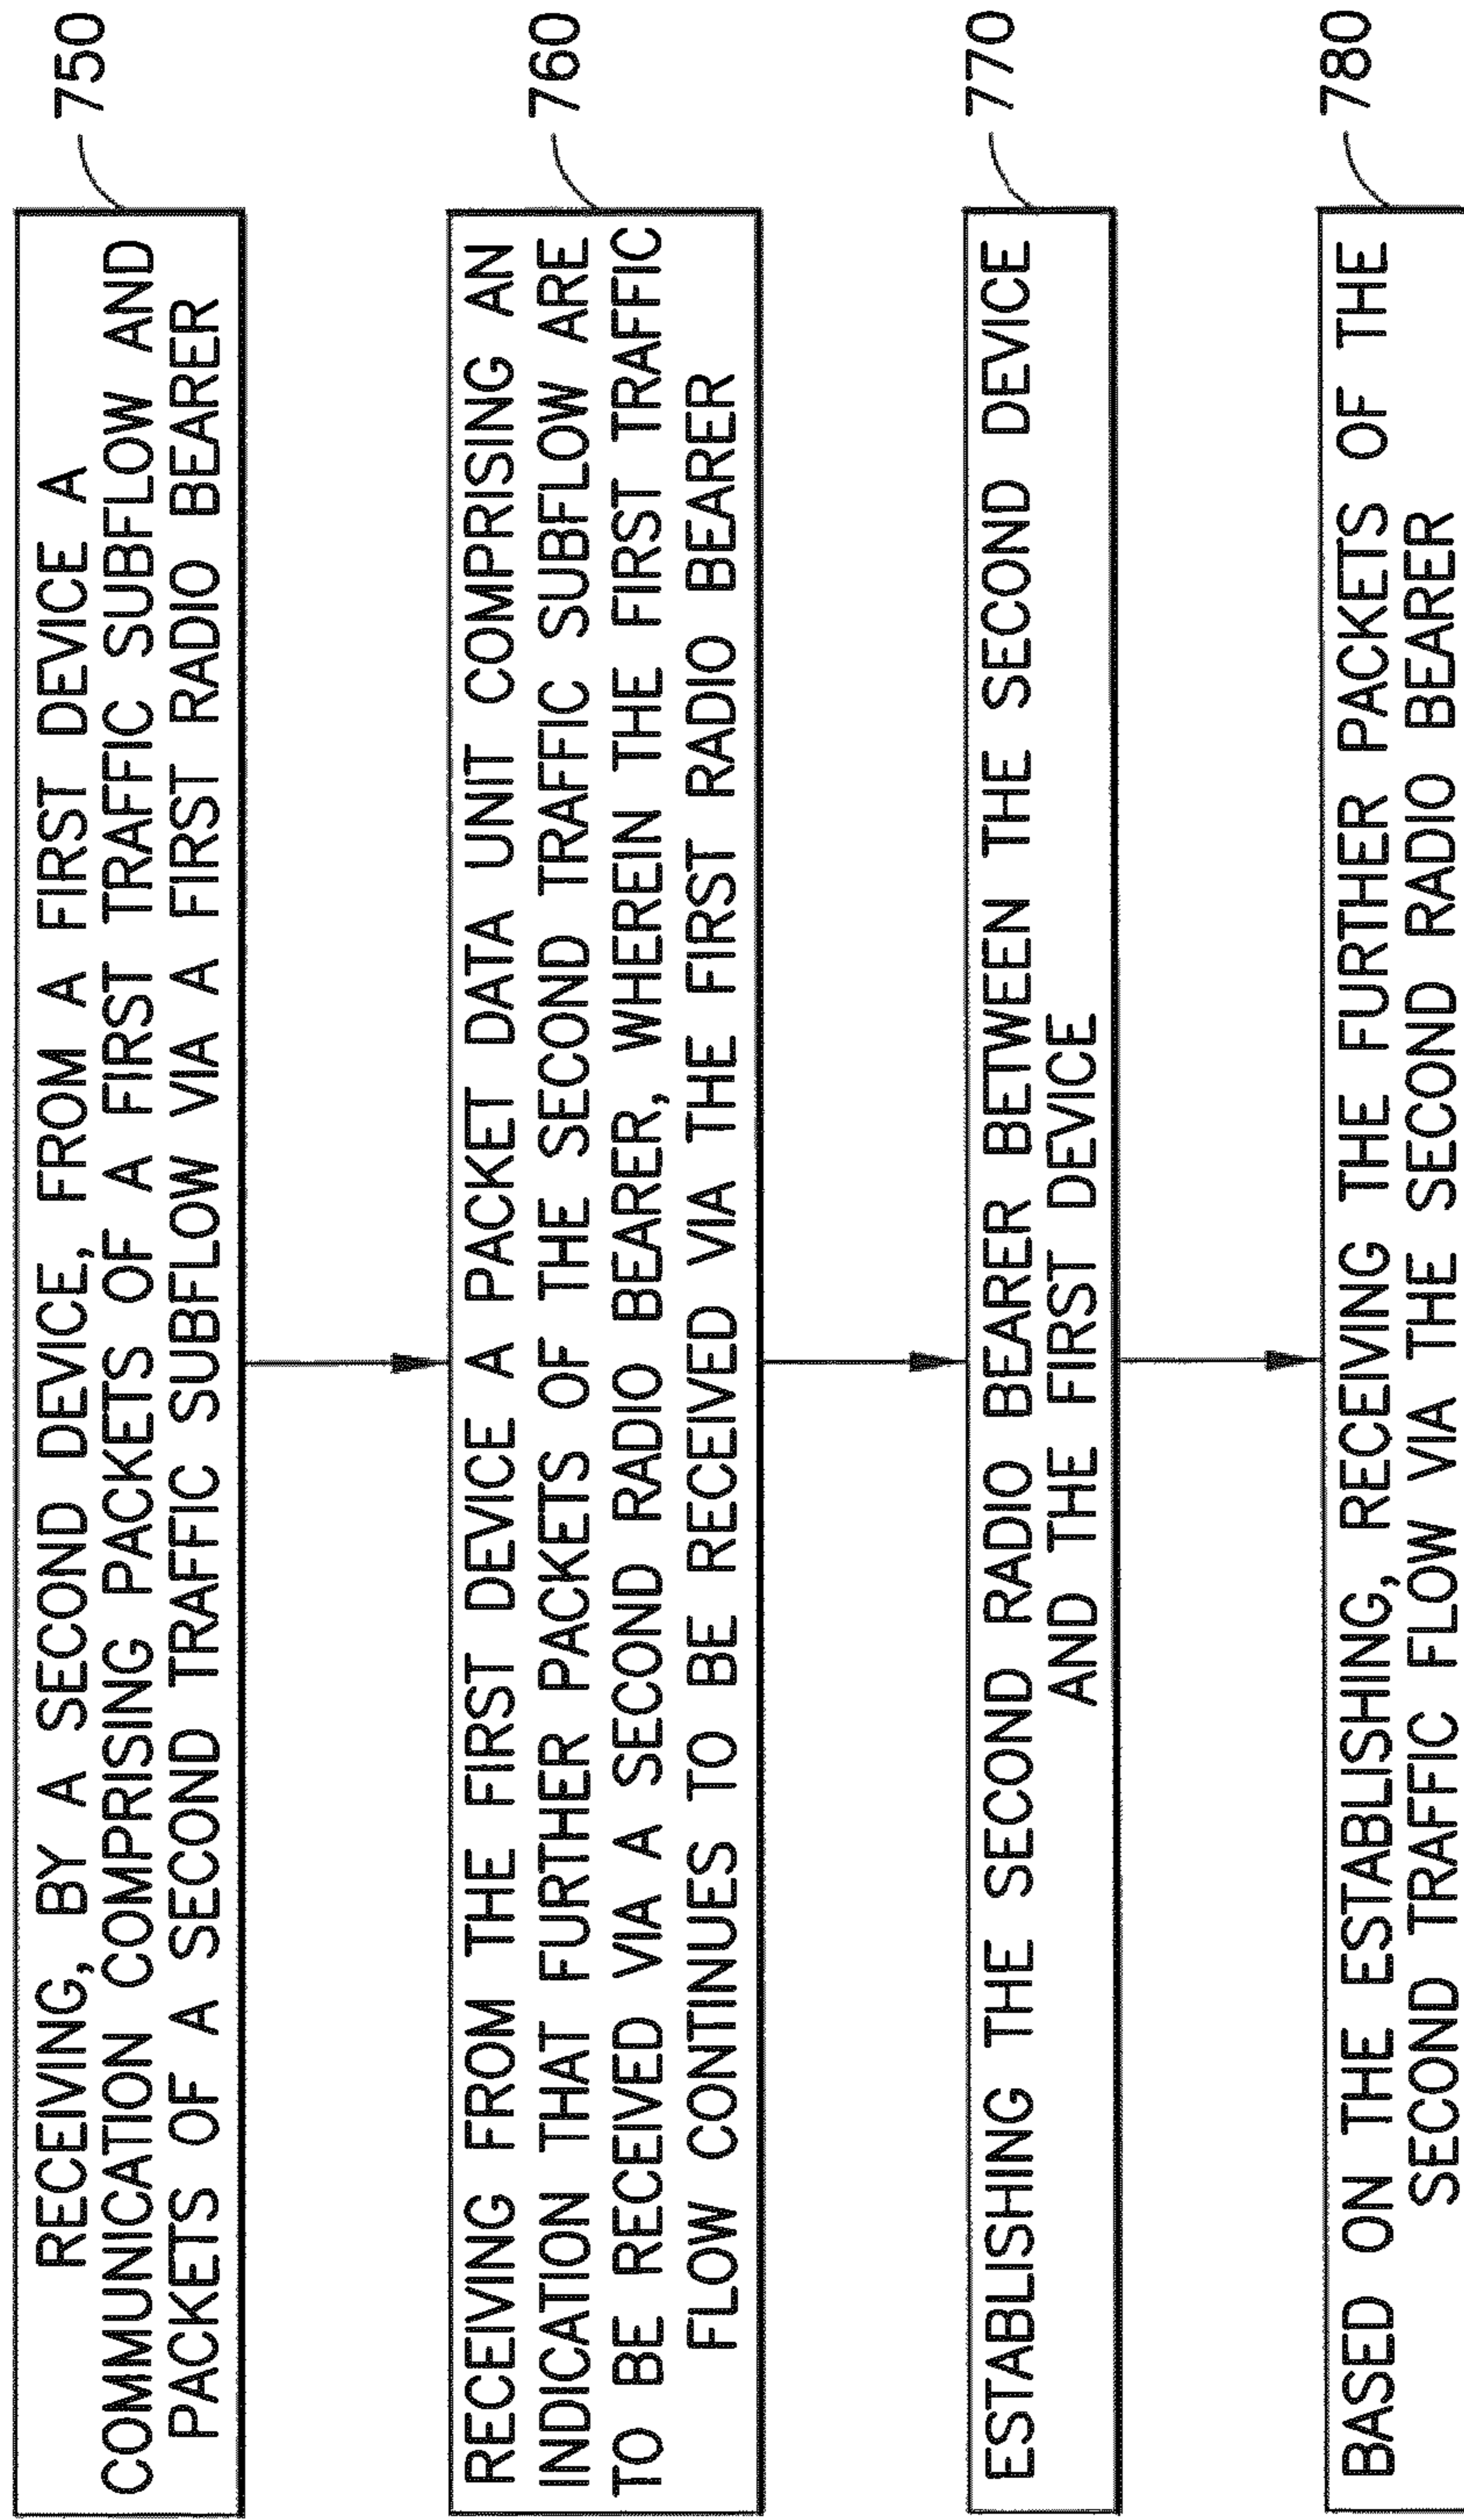 RECEIVING, BY A SECOND DEVICE, FROM A FIRST DEVICE A
COMMUNICATION COMPRISING PACKETS OF A FIRST TRAFFIC SUBFLOW AND
PACKETS OF A SECOND TRAFFIC SUBFLOW VIA A FIRST RADIO BEARER
750
RECEIVING FROM THE FIRST DEVICE A PACKET DATA UNIT COMPRISING AN
INDICATION THAT FURTHER PACKETS OF THE SECOND TRAFFIC SUBFLOW ARE
TO BE RECEIVED VIA A SECOND RADIO BEARER, WHEREIN THE FIRST TRAFFIC
FLOW CONTINUES TO BE RECEIVED VIA THE FIRST RADIO BEARER
760
ESTABLISHING THE SECOND RADIO BEARER BETWEEN THE SECOND DEVICE
AND THE FIRST DEVICE
770
BASED ON THE ESTABLISHING, RECEIVING THE FURTHER PACKETS OF THE
SECOND TRAFFIC FLOW VIA THE SECOND RADIO BEARER
780